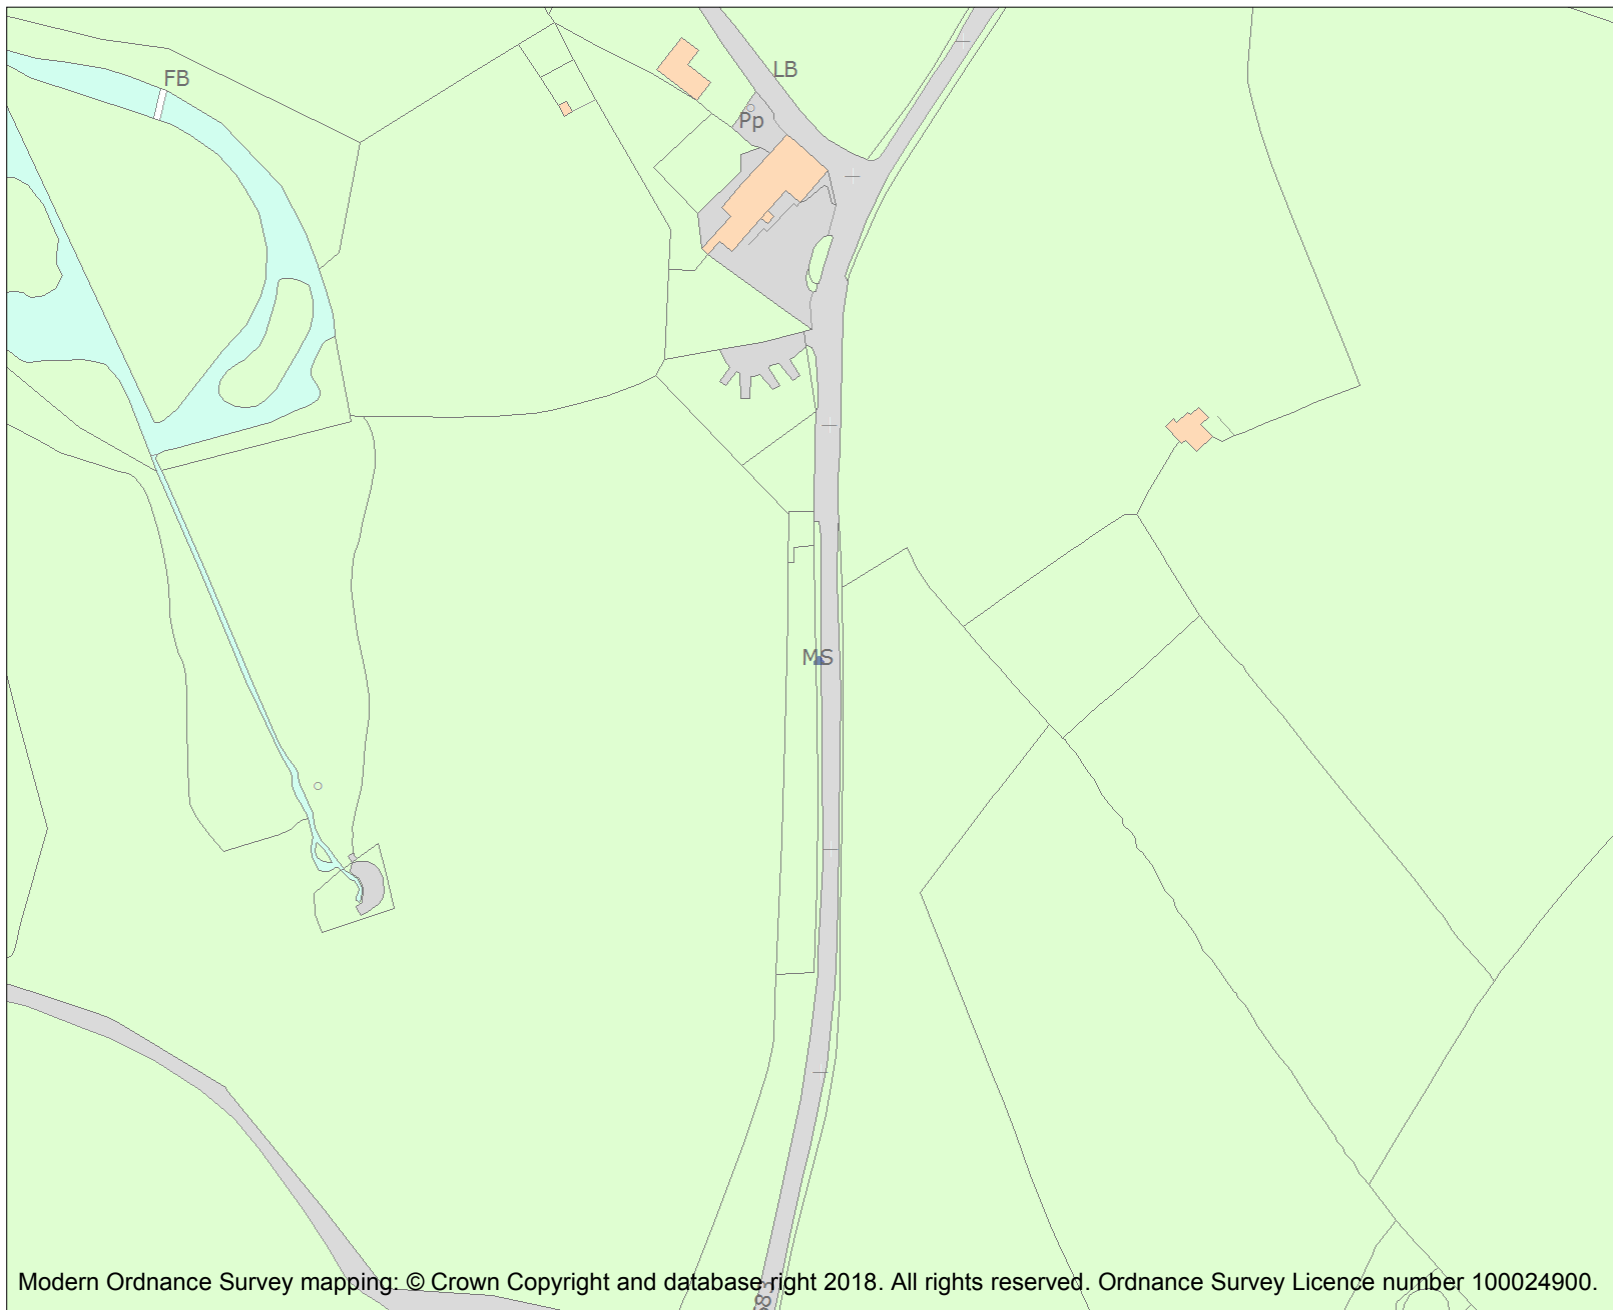 LB
FB
Pp
MS
Modern Ordnance Survey mapping: © Crown Copyright and database right 2018. All rights reserved. Ordnance Survey Licence number 100024900.